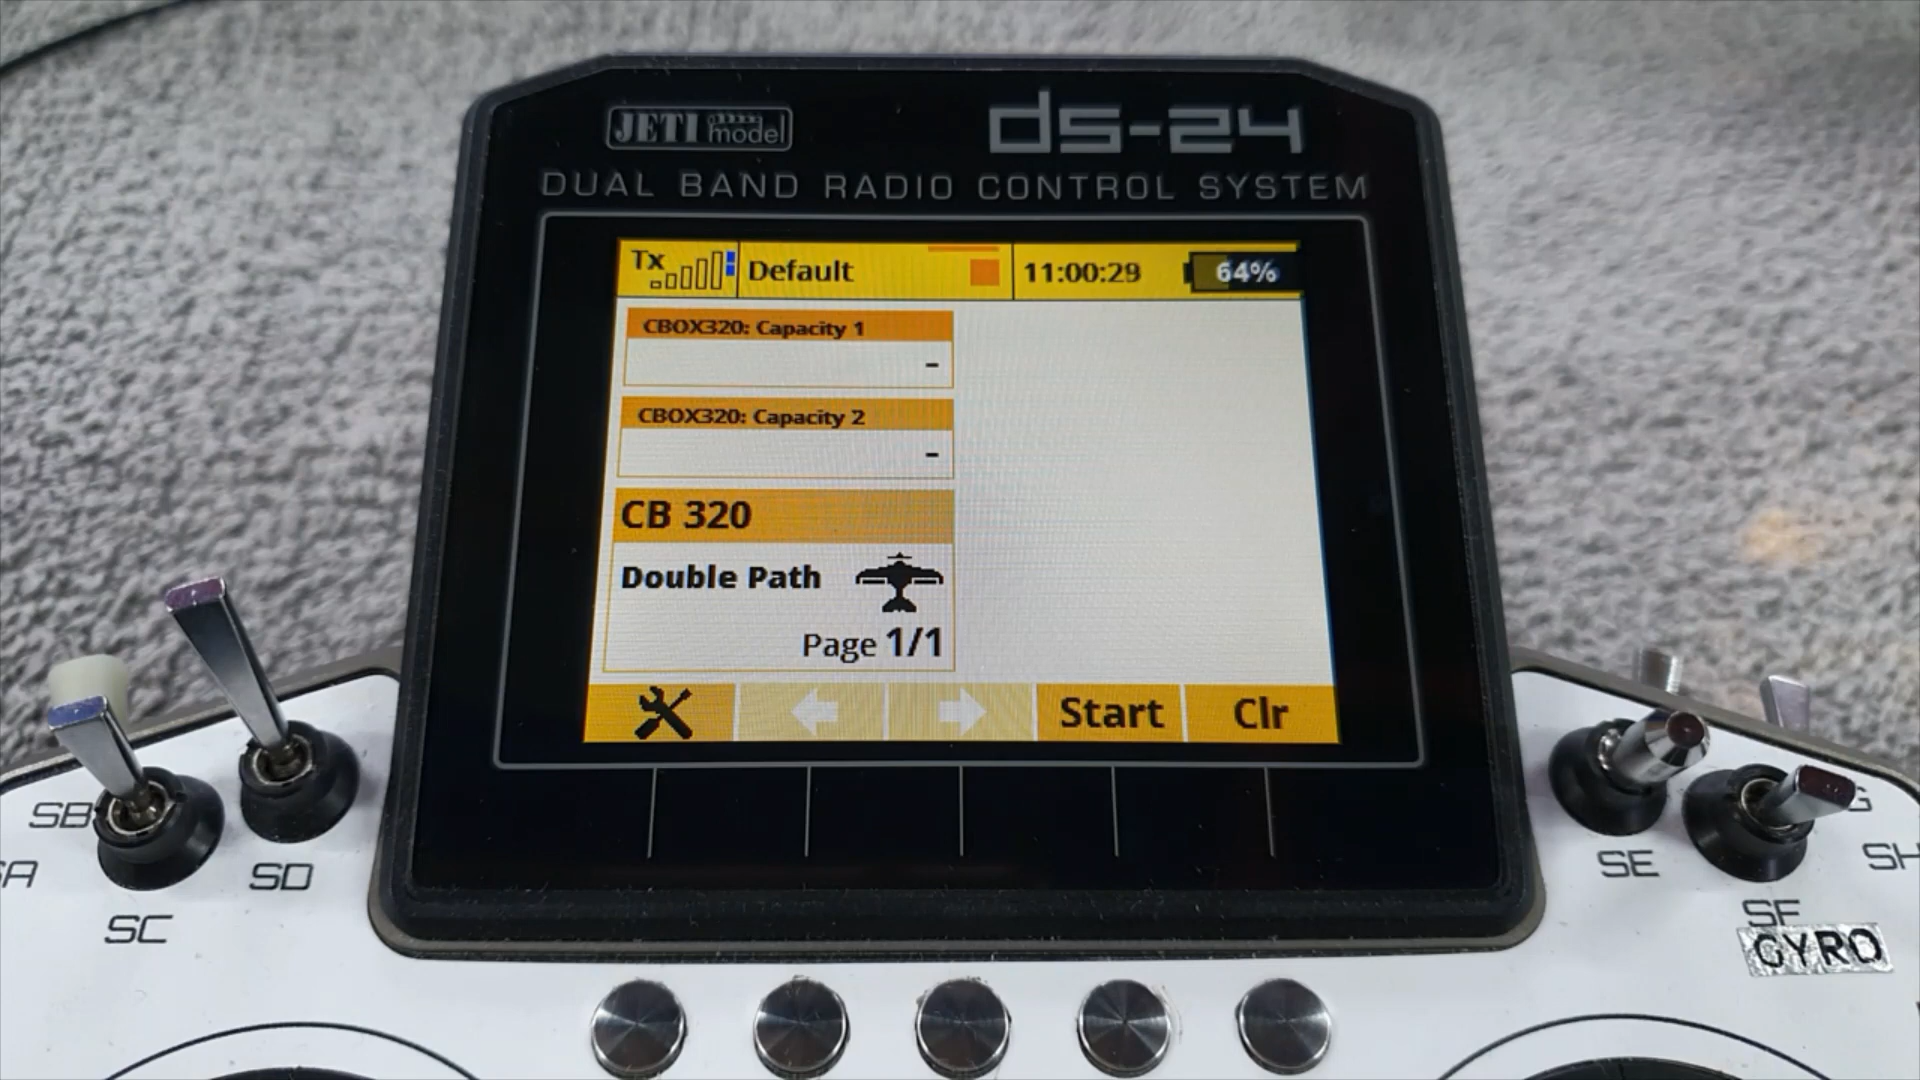 JETI model
ds-24
DUAL BAND RADIO CONTROL SYSTEM
Tx Default 11:00:29 64%
CBOX320: Capacity 1
-
CBOX320: Capacity 2
-
CB 320
Double Path
Page 1/1
Start Clr
SB
SA
SD
SC
SE
G
SH
SF
GYRO